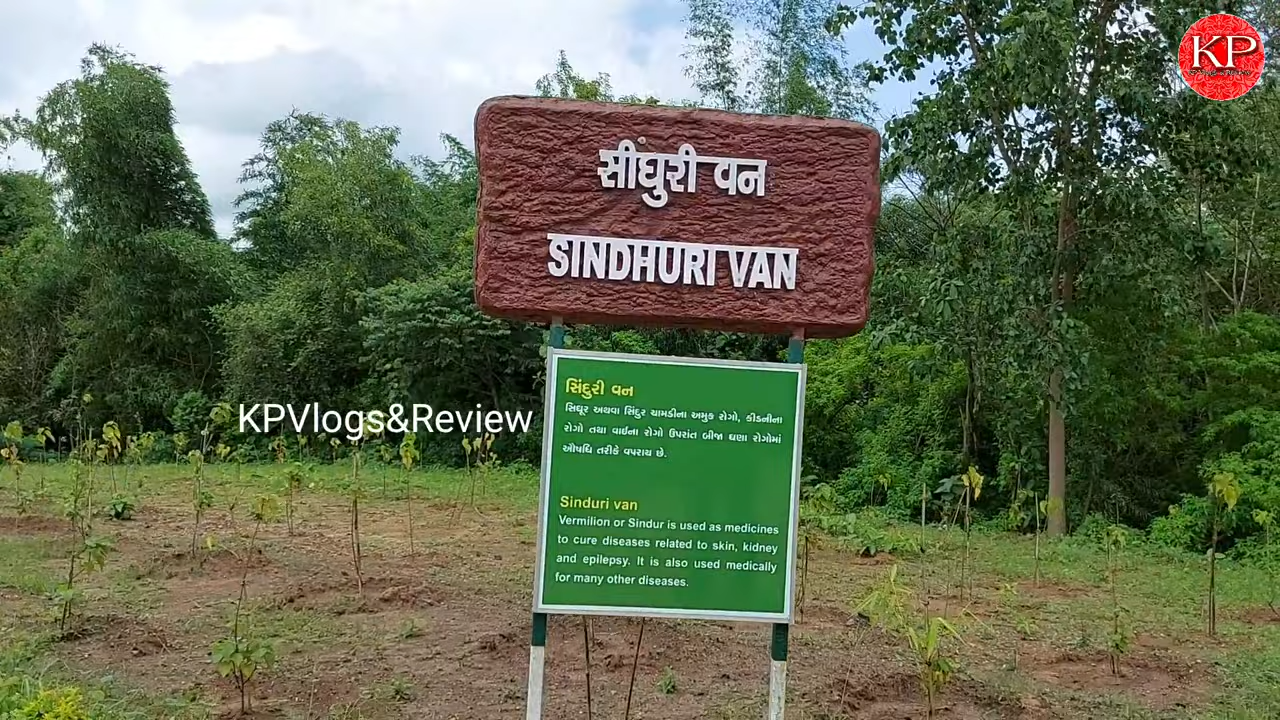 સીંઘુરી વન
SINDHURI VAN
સિંદુરી વન
સિઘૂર અથવા સિંદુર ચામડીના અમુક રોગો, કીડનીના
રોગો તથા વાઈના રોગો ઉપરાંત બીજા ઘણા રોગોમાં
ઔષધિ તરીકે વપરાય છે.
KPVlogs&Review
Sinduri van
Vermilion or Sindur is used as medicines
to cure diseases related to skin, kidney
and epilepsy. It is also used medically
for many other diseases.
KP